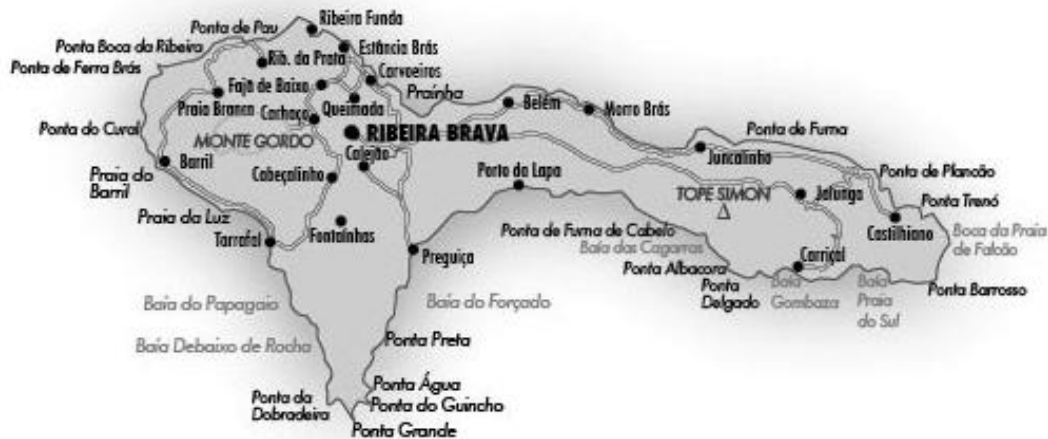 Ribeira Funda
Ponta de Pau
Ponta Boca da Ribeira
Estância Brás
Rib. da Prata
Ponta de Ferra Brás
Carvoeiros
Fajã de Baixo
Prainha
Praia Branca
Carhaço
Queimada
Belém
Morro Brás
Ponta do Cural
MONTE GORDO
RIBEIRA BRAVA
Ponta de Furna
Calejão
Juncalinho
Barril
Praia do
Barril
Cabeçalinho
Porto da Lapa
TOPE SIMON
Jalunga
Ponta de Plancão
Ponta Trenó
Praia da Luz
Fontainhas
Tarrafal
Ponta de Furna de Cabelo
Castilhiano
Boca da Praia
de Falcão
Preguiça
Baía das Cagarras
Carriçal
Ponta Albacora
Ponta
Delgado
Baía
Gombaza
Baía
Praia
do Sul
Ponta Barrosso
Baía do Papagaio
Baía do Forçado
Baía Debaixo de Rocha
Ponta Preta
Ponta da
Dobradeira
Ponta Água
Ponta do Guincho
Ponta Grande